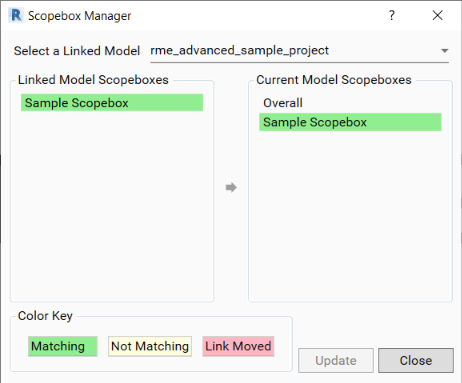 R Scopebox Manager ?
Select a Linked Model rme_advanced_sample_project
Linked Model Scopeboxes
Sample Scopebox
Current Model Scopeboxes
Overall
Sample Scopebox
Color Key
Matching Not Matching Link Moved
Update Close